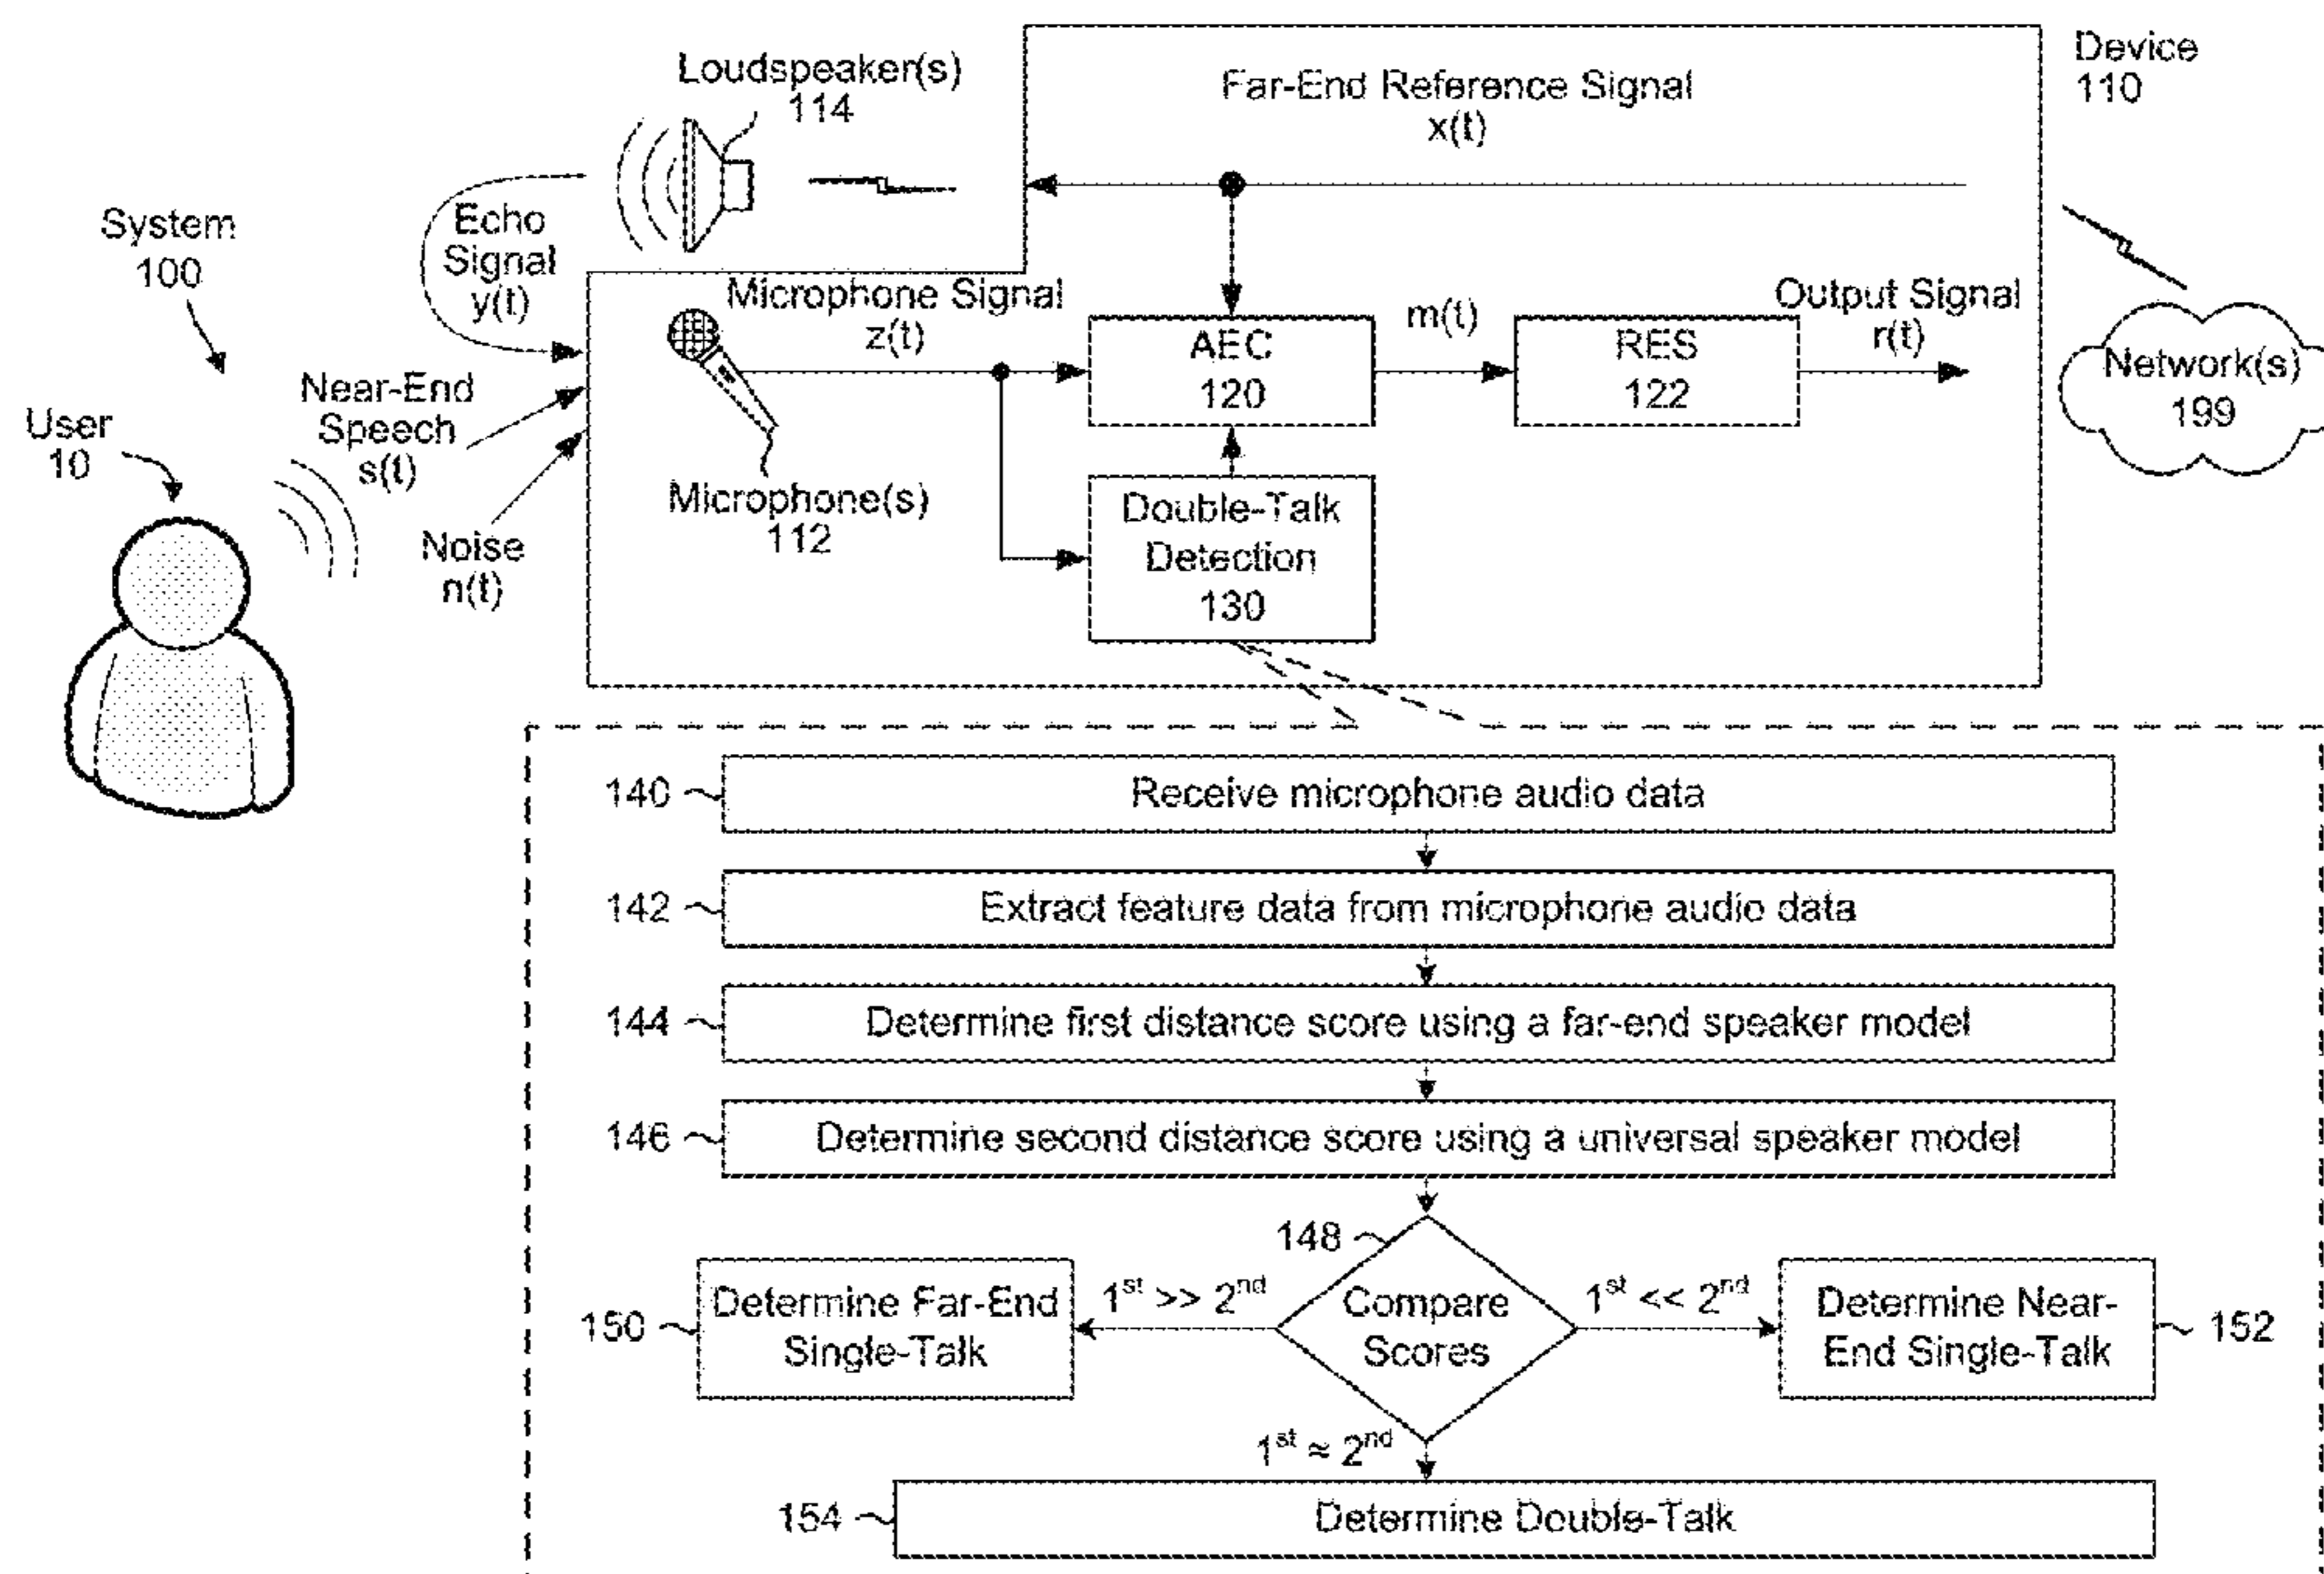 Device
110
Loudspeaker(s)
114
Far-End Reference Signal
x(t)
System
100
Echo
Signal
y(t)
Microphone Signal
z(t)
AEC
120
m(t)
RES
122
Output Signal
r(t)
Network(s)
199
User
10
Near-End
Speech
s(t)
Noise
n(t)
Microphone(s)
112
Double-Talk
Detection
130
140
Receive microphone audio data
142
Extract feature data from microphone audio data
144
Determine first distance score using a far-end speaker model
146
Determine second distance score using a universal speaker model
148
Compare
Scores
1st >> 2nd
1st << 2nd
150
Determine Far-End
Single-Talk
Determine Near-
End Single-Talk
152
1st ≈ 2nd
154
Determine Double-Talk